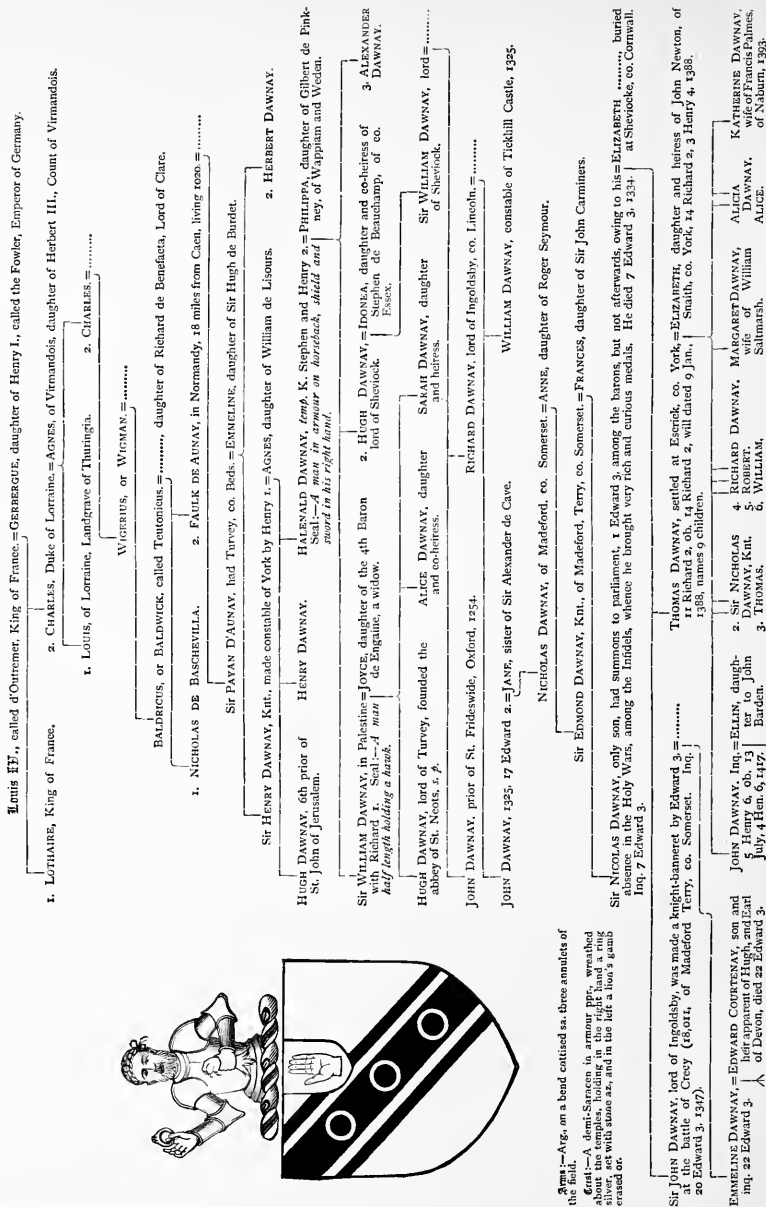 Louis IV., called d'Outremer, King of France.=GERBERGUE, daughter of Henry I., called the Fowler, Emperor of Germany.
1. LOTHAIRE, King of France.
2. CHARLES, Duke of Lorraine.=AGNES, of Virmandois, daughter of Herbert III., Count of Virmandois.
1. LOUIS, of Lorraine, Landgrave of Thuringia.
2. CHARLES.=.........
WIGERIUS, or WIGMAN.=.........
BALDRICUS, or BALDWICK, called Teutonicus.=........., daughter of Richard de Benefacta, Lord of Clare.
1. NICHOLAS DE BASCHEVILLA.
2. FAULK DE AUNAY, in Normandy, 18 miles from Caen, living 1020.=.........
Sir PAYAN D'AUNAY, had Turvey, co. Beds.=EMMELINE, daughter of Sir Hugh de Burdet.
Sir HENRY DAWNAY, Knt., made constable of York by Henry 1.=AGNES, daughter of William de Lisours.
2. HERBERT DAWNAY.
HUGH DAWNAY, 6th prior of
St. John of Jerusalem.
HENRY DAWNAY.
HALENALD DAWNAY, temp. K. Stephen and Henry 2.=PHILIPPA, daughter of Gilbert de Pink-
Seal:—A man in armour on horseback, shield and
sword in his right hand.
ney, of Wappiam and Weden.
Sir WILLIAM DAWNAY, in Palestine=JOYCE, daughter of the 4th Baron
with Richard 1. Seal:—A man
half length holding a hawk.
de Engaine, a widow.
2. HUGH DAWNAY,=IDONEA, daughter and co-heiress of
lord of Sheviock.
Stephen de Beauchamp, of co.
Essex.
3. ALEXANDER
DAWNAY.
HUGH DAWNAY, lord of Turvey, founded the
abbey of St. Neots, s. p.
ALICE DAWNAY, daughter
and co-heiress.
SARAH DAWNAY, daughter
and heiress.
Sir WILLIAM DAWNAY, lord=.........
of Sheviock.
JOHN DAWNAY, prior of St. Frideswide, Oxford, 1254.
RICHARD DAWNAY, lord of Ingoldsby, co. Lincoln.=.........
JOHN DAWNAY, 1325, 17 Edward 2.=JANE, sister of Sir Alexander de Cave.
WILLIAM DAWNAY, constable of Tickhill Castle, 1325.
NICHOLAS DAWNAY, of Madeford, co. Somerset.=ANNE, daughter of Roger Seymour.
Sir EDMOND DAWNAY, Knt., of Madeford, Terry, co. Somerset.=FRANCES, daughter of Sir John Carminers.
Arms:—Arg., on a bend cottised sa. three annulets of
the field.
Crest:—A demi-Saracen in armour ppr., wreathed
about the temples, holding in the right hand a ring
silver, set with stone az., and in the left a lion's gamb
erased or.
Sir NICOLAS DAWNAY, only son, had summons to parliament, 1 Edward 3, among the barons, but not afterwards, owing to his=ELIZABETH ........., buried
absence in the Holy Wars, among the Infidels, whence he brought very rich and curious medals. He died 7 Edward 3, 1334.
at Sheviocke, co. Cornwall.
Inq. 7 Edward 3.
Sir JOHN DAWNAY, lord of Ingoldsby, was made a knight-banneret by Edward 3,=.........
at the battle of Crecy (18,011, of Madeford Terry, co. Somerset. Inq.
20 Edward 3, 1347).
THOMAS DAWNAY, settled at Escrick, co. York,=ELIZABETH, daughter and heiress of John Newton, of
11 Richard 2, ob. 14 Richard 2, will dated 9 Jan.,
1388, names 9 children.
Snaith, co. York, 14 Richard 2, 3 Henry 4, 1388.
EMMELINE DAWNAY,=EDWARD COURTENAY, son and
inq. 22 Edward 3.
heir apparent of Hugh, 2nd Earl
of Devon, died 22 Edward 3.
JOHN DAWNAY, Inq.=ELLIN, daugh-
5 Henry 6, ob. 13
July, 4 Hen. 6, 1417.
ter to John
Barden.
2. Sir NICHOLAS
DAWNAY, Knt.
3. THOMAS.
4. RICHARD DAWNAY.
5. ROBERT.
6. WILLIAM.
MARGARET DAWNAY,
wife of William
Saltmarsh.
ALICIA
DAWNAY.
ALICE.
KATHERINE DAWNAY,
wife of Francis Palmes,
of Naburn, 1393.